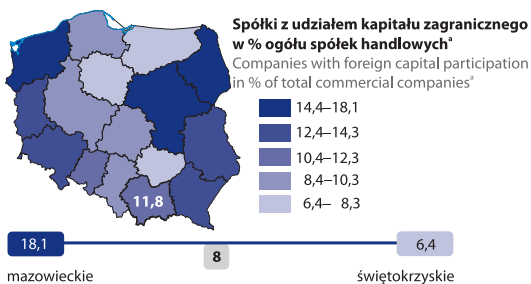 Spółki z udziałem kapitału zagranicznego
w % ogółu spółek handlowychª
Companies with foreign capital participation
in % of total commercial companiesª
14,4–18,1
12,4–14,3
10,4–12,3
8,4–10,3
6,4– 8,3
11,8
18,1
8
6,4
mazowieckie
świętokrzyskie